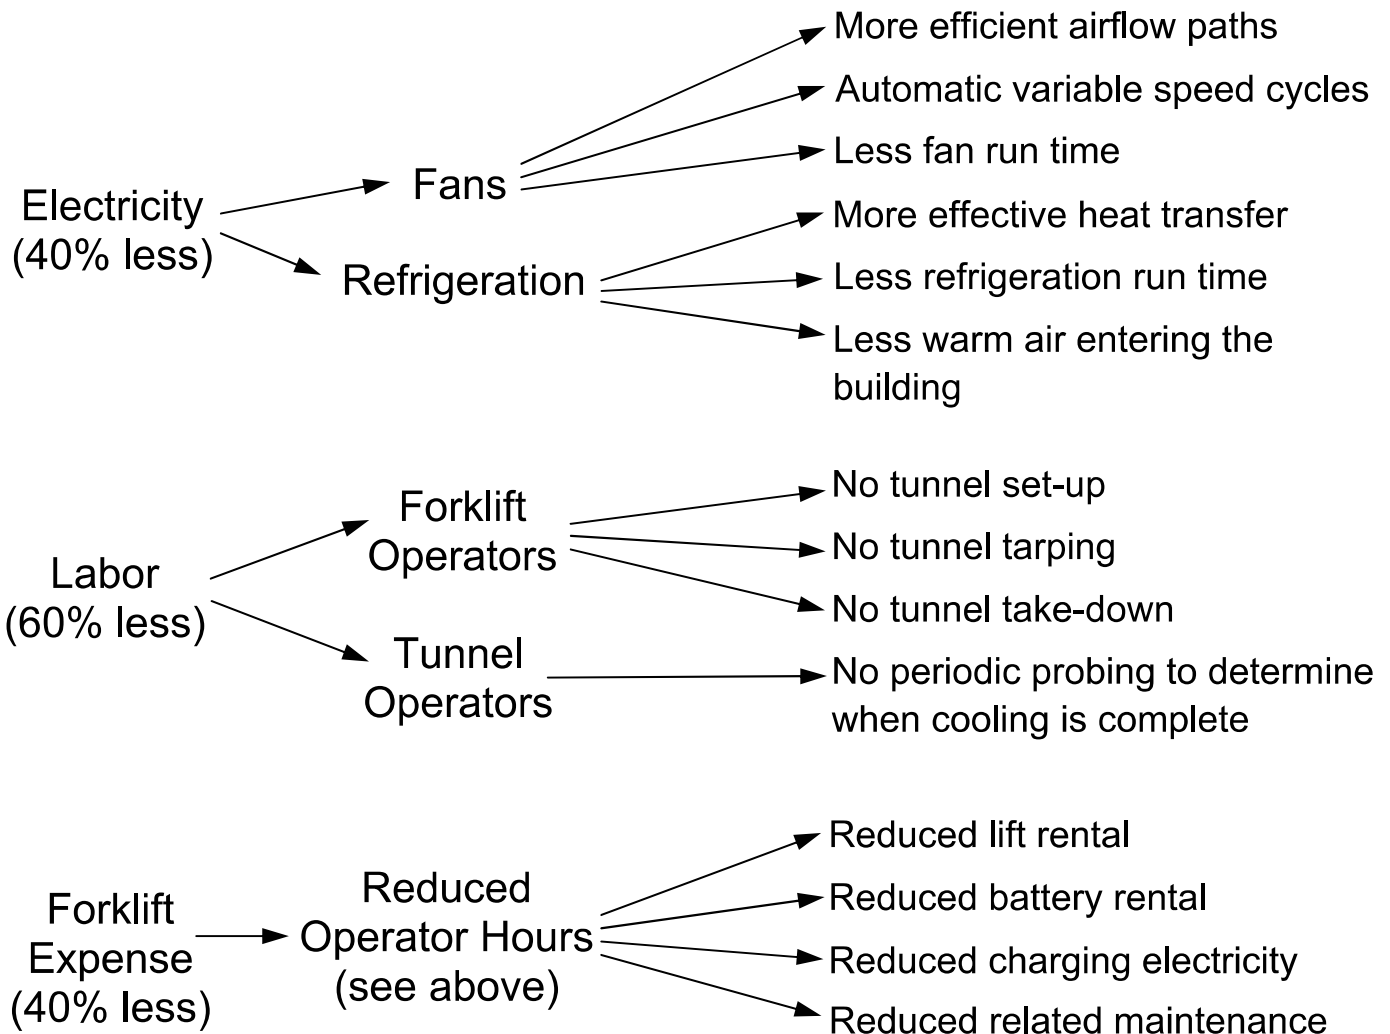 Electricity
(40% less)
Fans
More efficient airflow paths
Automatic variable speed cycles
Less fan run time
Refrigeration
More effective heat transfer
Less refrigeration run time
Less warm air entering the
building
Labor
(60% less)
Forklift
Operators
No tunnel set-up
No tunnel tarping
No tunnel take-down
Tunnel
Operators
No periodic probing to determine
when cooling is complete
Forklift
Expense
(40% less)
Reduced
Operator Hours
(see above)
Reduced lift rental
Reduced battery rental
Reduced charging electricity
Reduced related maintenance